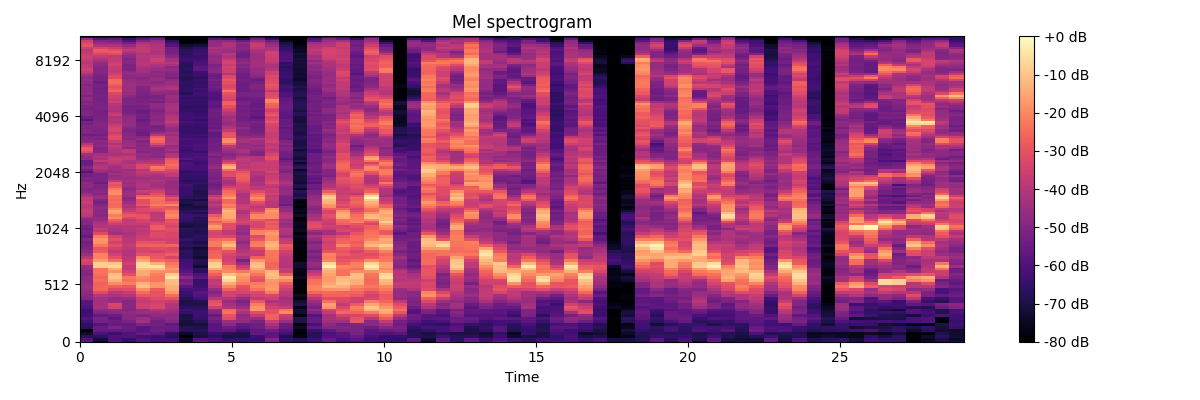 Mel spectrogram
Hz
8192
4096
2048
1024
512
0
0 5 10 15 20 25
Time
+0 dB
-10 dB
-20 dB
-30 dB
-40 dB
-50 dB
-60 dB
-70 dB
-80 dB